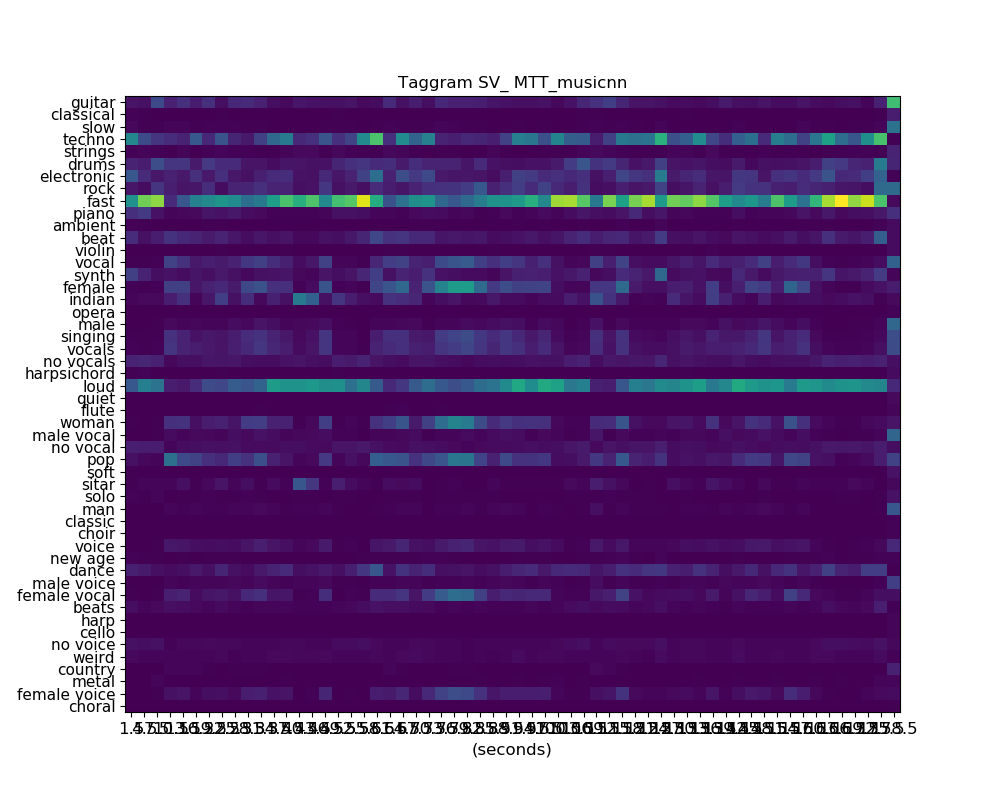 Taggram SV_ MTT_musicnn
guitar
classical
slow
techno
strings
drums
electronic
rock
fast
piano
ambient
beat
violin
vocal
synth
female
indian
opera
male
singing
vocals
no vocals
harpsichord
loud
quiet
flute
woman
male vocal
no vocal
pop
soft
sitar
solo
man
classic
choir
voice
new age
dance
male voice
female vocal
beats
harp
cello
no voice
weird
country
metal
female voice
choral
(seconds)